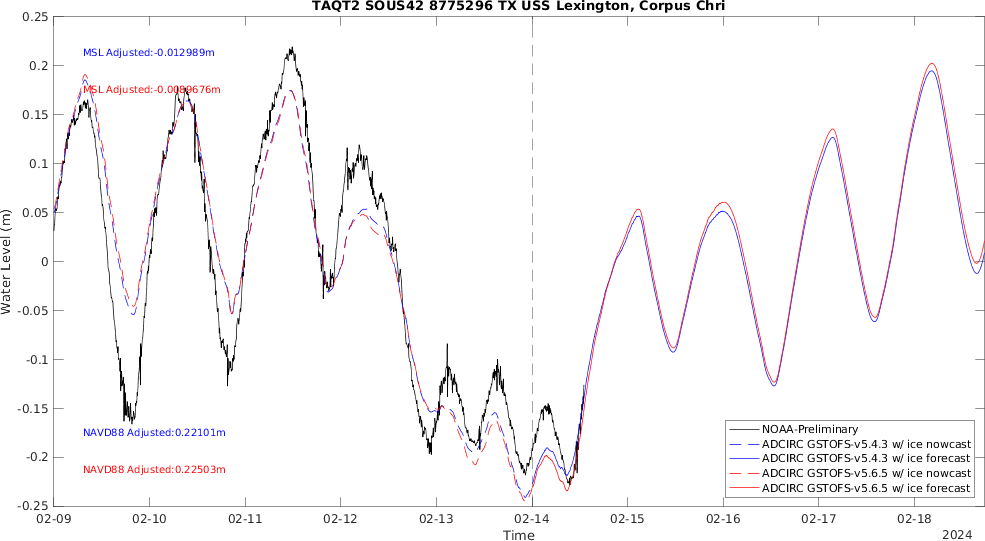 TAQT2 SOUS42 8775296 TX USS Lexington, Corpus Chri
0.25
0.2
0.15
0.1
0.05
0
-0.05
-0.1
-0.15
-0.2
-0.25
Water Level (m)
MSL Adjusted:-0.012989m
MSL Adjusted:-0.0089676m
NAVD88 Adjusted:0.22101m
NAVD88 Adjusted:0.22503m
NOAA-Preliminary
ADCIRC GSTOFS-v5.4.3 w/ ice nowcast
ADCIRC GSTOFS-v5.4.3 w/ ice forecast
ADCIRC GSTOFS-v5.6.5 w/ ice nowcast
ADCIRC GSTOFS-v5.6.5 w/ ice forecast
02-09 02-10 02-11 02-12 02-13 02-14 02-15 02-16 02-17 02-18
Time
2024